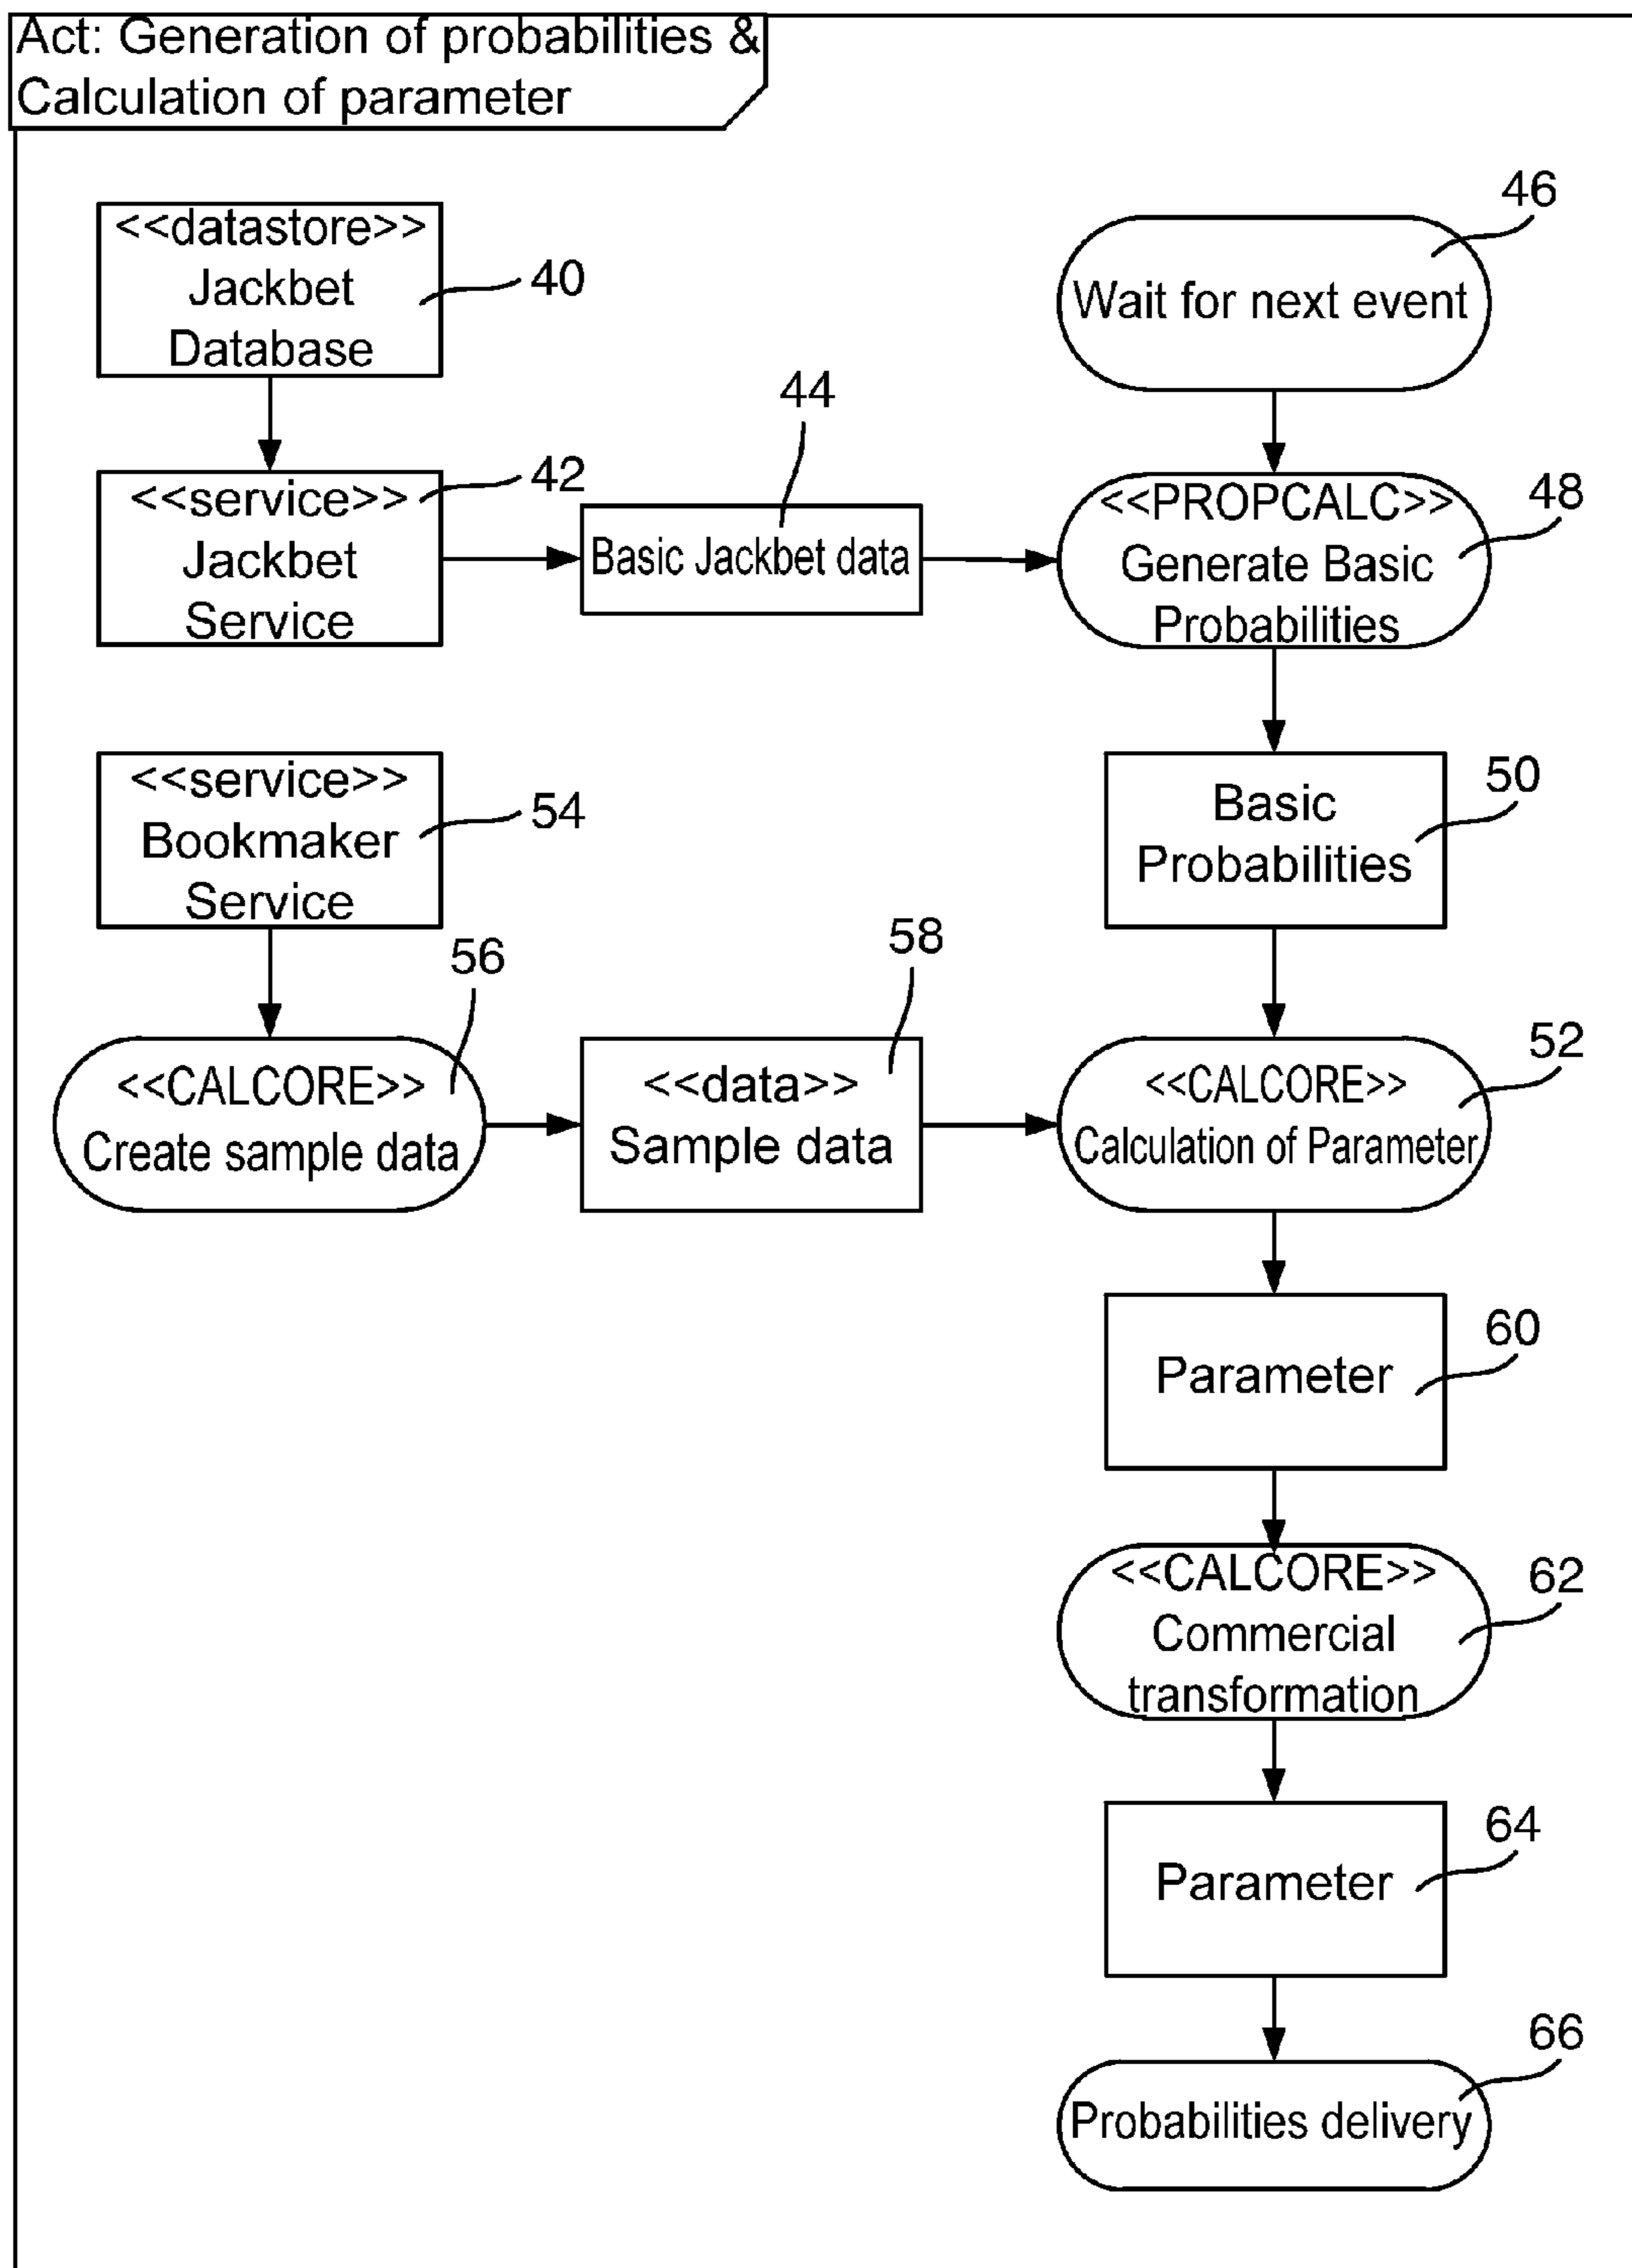 Act: Generation of probabilities &
Calculation of parameter
<<datastore>>
Jackbet
Database
40
46
Wait for next event
<<service>>
Jackbet
Service
42
44
Basic Jackbet data
<<PROPCALC>>
Generate Basic
Probabilities
48
<<service>>
Bookmaker
Service
54
Basic
Probabilities
50
56
<<CALCORE>>
Create sample data
58
<<data>>
Sample data
52
<<CALCORE>>
Calculation of Parameter
60
Parameter
<<CALCORE>>
Commercial
transformation
62
64
Parameter
66
Probabilities delivery